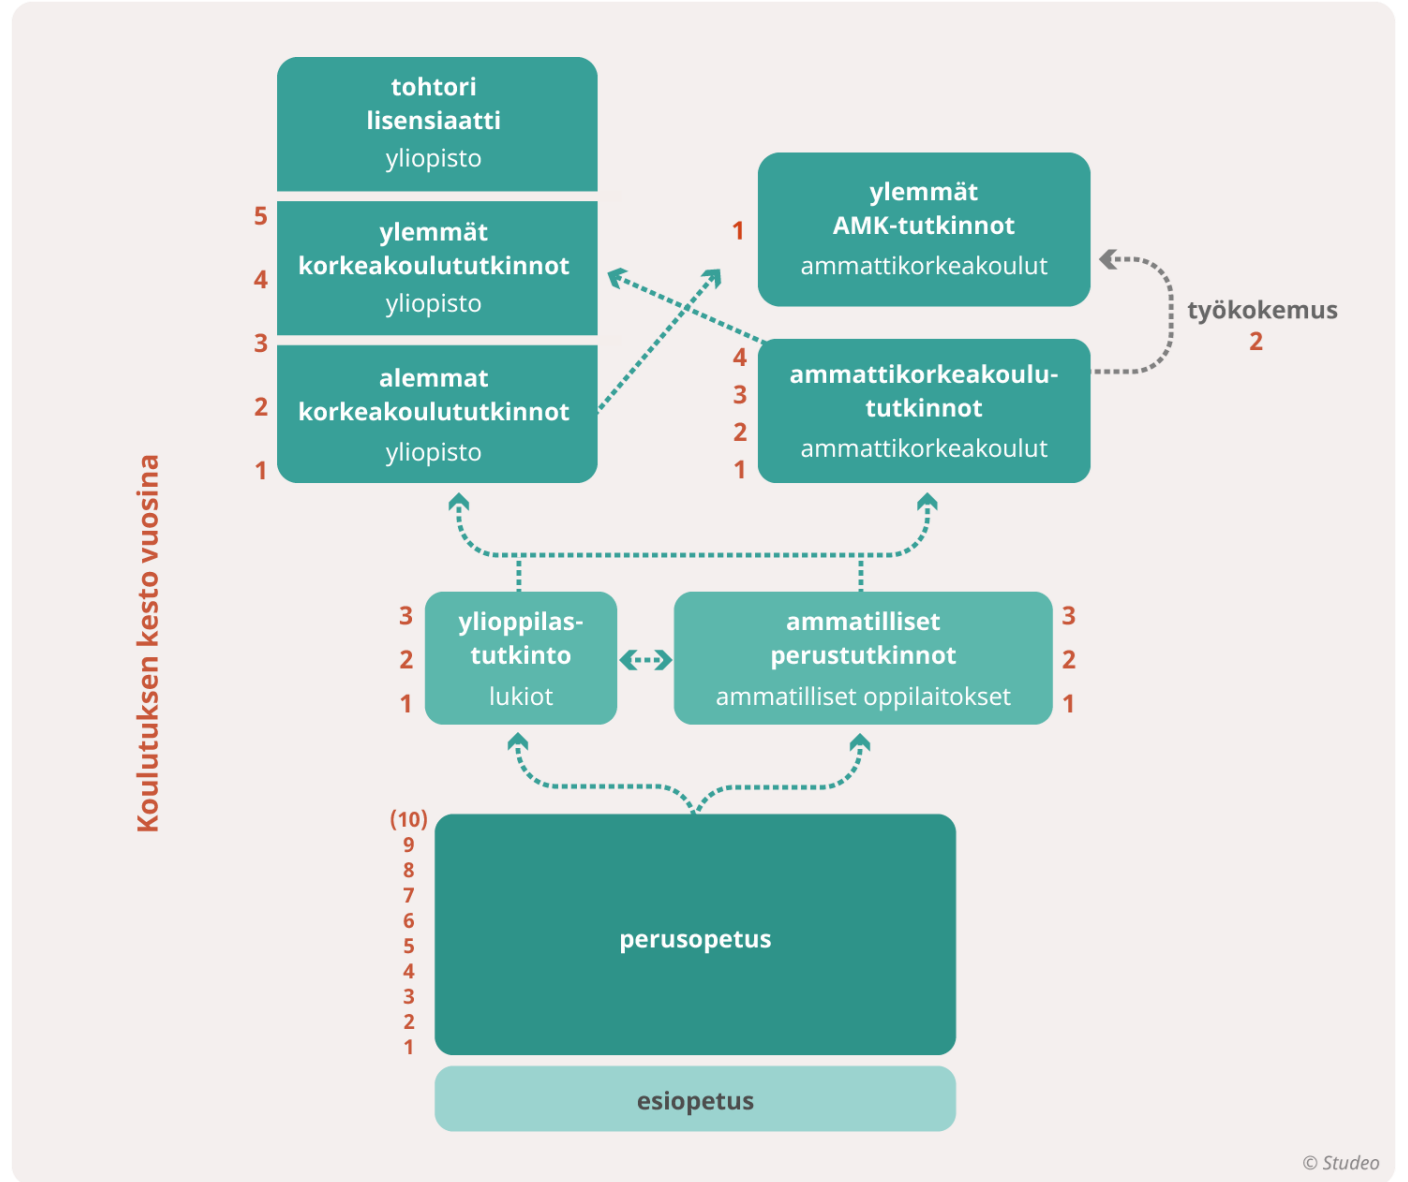 tohtori
lisensiaatti
yliopisto
5
4
3
2
1
ylemmät
korkeakoulututkinnot
yliopisto
alemmat
korkeakoulututkinnot
yliopisto
1
ylemmät
AMK-tutkinnot
ammattikorkeakoulut
työkokemus
2
4
3
2
1
ammattikorkeakoulu-
tutkinnot
ammattikorkeakoulut
Koulutuksen kesto vuosina
3
2
1
ylioppilas-
tutkinto
lukiot
ammatilliset
perustutkinnot
ammatilliset oppilaitokset
3
2
1
(10)
9
8
7
6
5
4
3
2
1
perusopetus
esiopetus
© Studeo